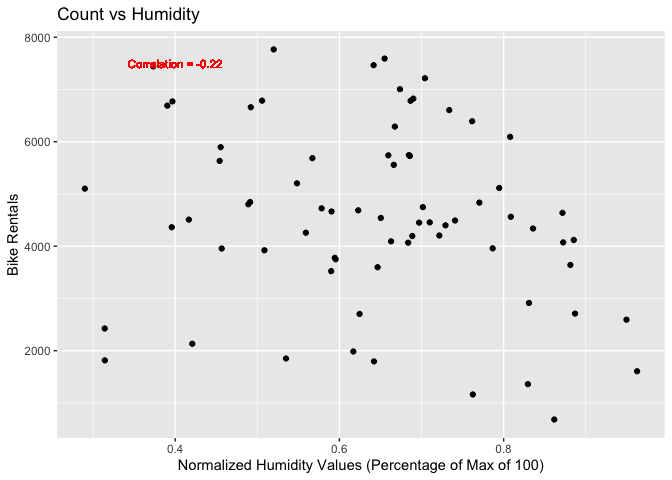 Count vs Humidity
8000
Correlation = -0.22
6000
4000
2000
Bike Rentals
0.4
0.6
0.8
Normalized Humidity Values (Percentage of Max of 100)